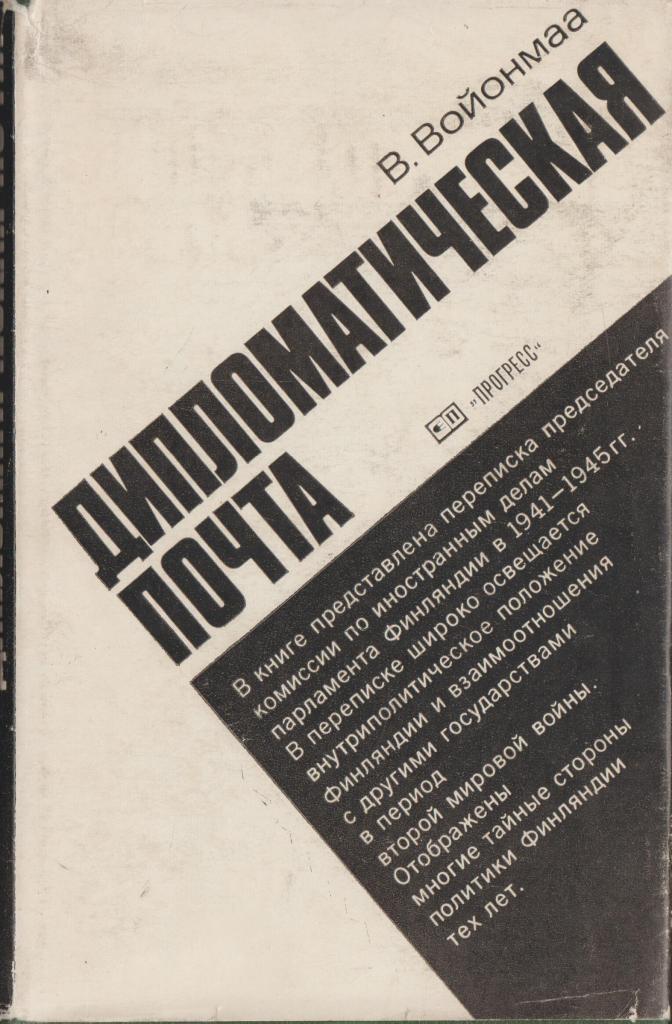 В. Войонмаа
ДИПЛОМАТИЧЕСКАЯ
ПОЧТА
„ПРОГРЕСС“
В книге представлена переписка председателя
комиссии по иностранным делам
парламента Финляндии в 1941–1945 гг.
В переписке широко освещается
внутриполитическое положение
Финляндии и взаимоотношения
с другими государствами
в период
второй мировой войны.
Отображены
многие тайные стороны
политики Финляндии
тех лет.